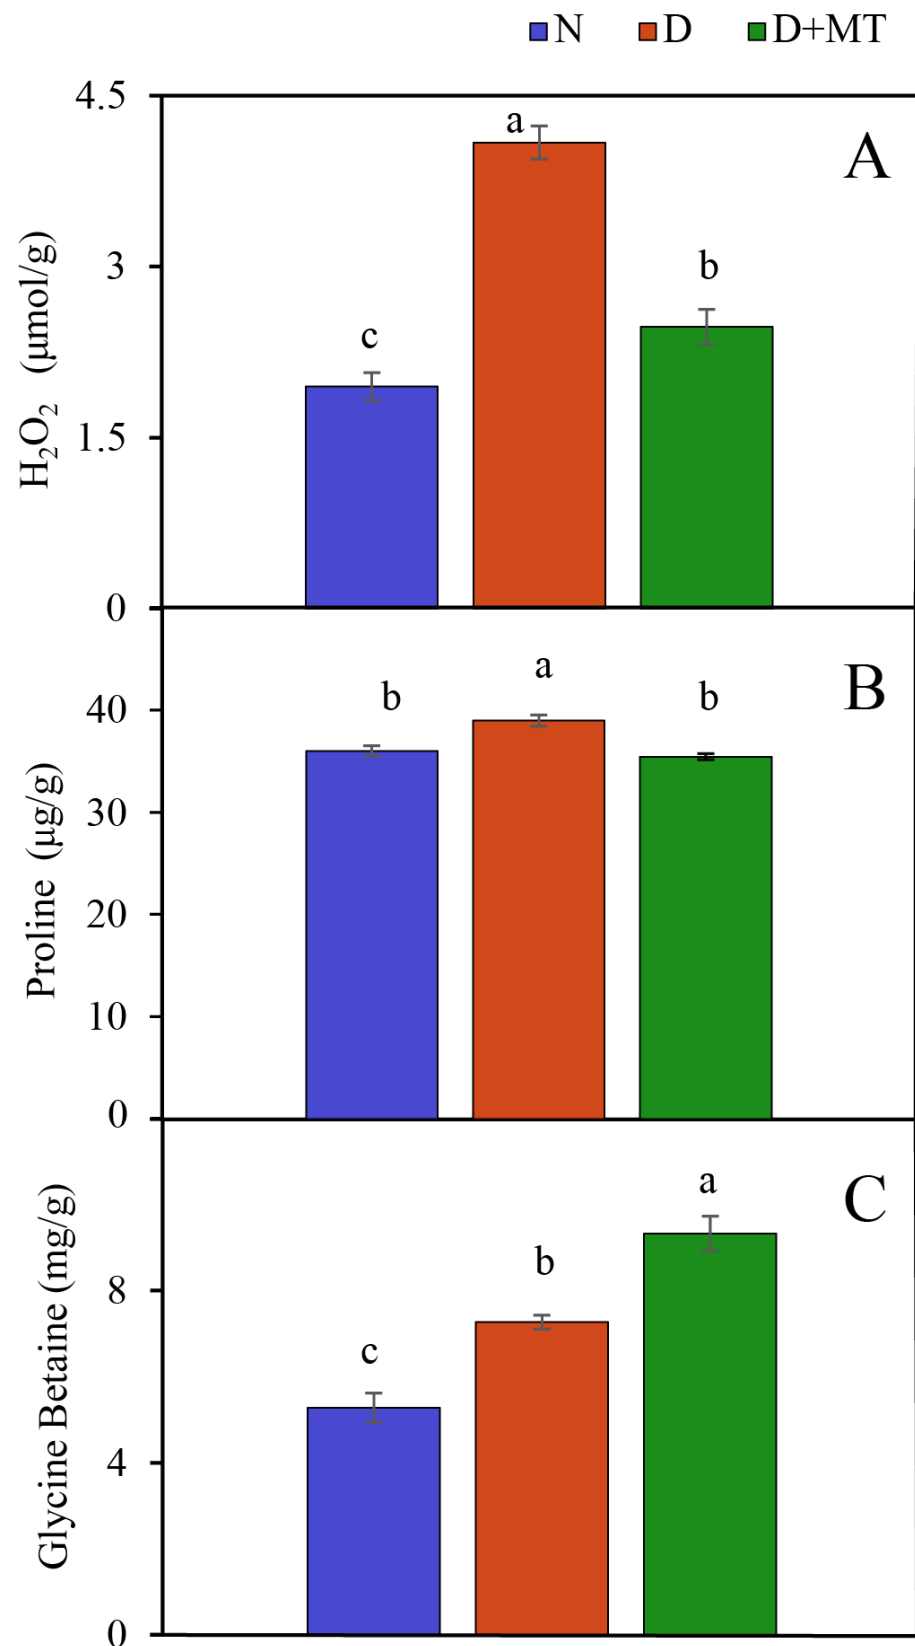 N D D+MT
4.5
a
A
3
b
c
H₂O₂ (μmol/g)
1.5
0
B
a
b
b
40
30
Proline (μg/g)
20
10
0
a
C
b
8
c
Glycine Betaine (mg/g)
4
0